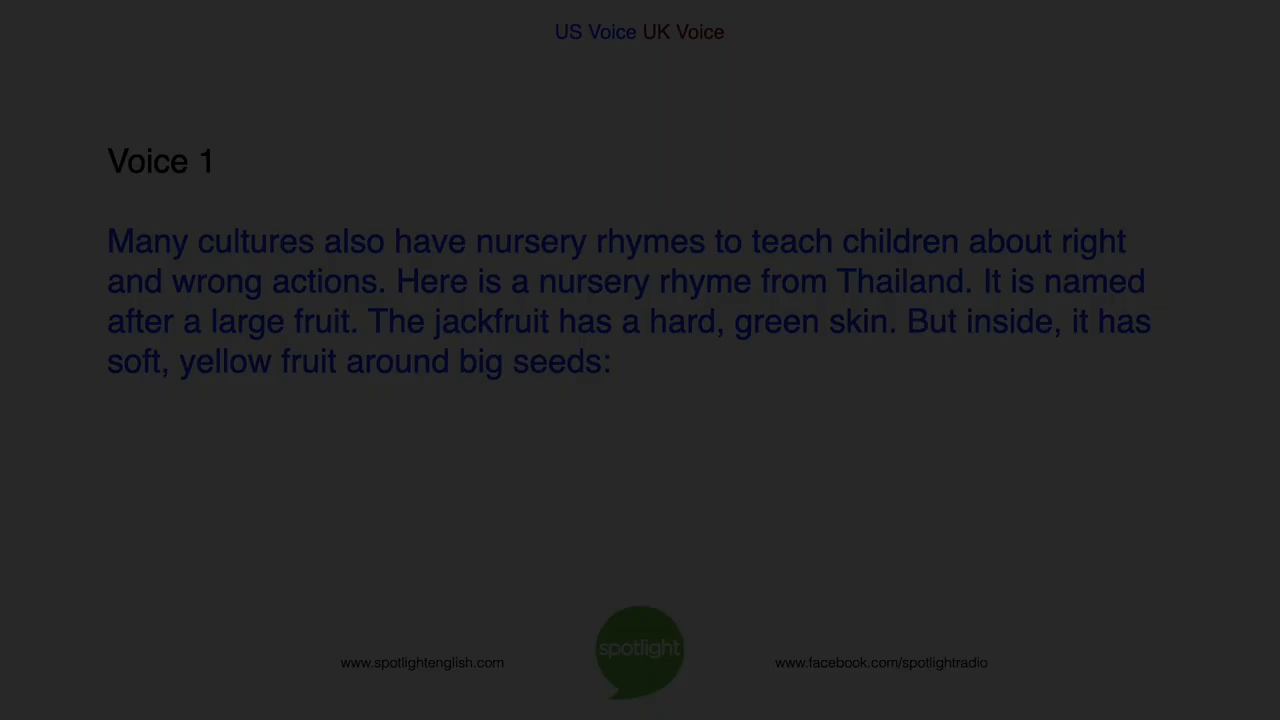 US Voice UK Voice
Voice 1
Many cultures also have nursery rhymes to teach children about right
and wrong actions. Here is a nursery rhyme from Thailand. It is named
after a large fruit. The jackfruit has a hard, green skin. But inside, it has
soft, yellow fruit around big seeds:
www.spotlightenglish.com
spotlight
www.facebook.com/spotlightradio